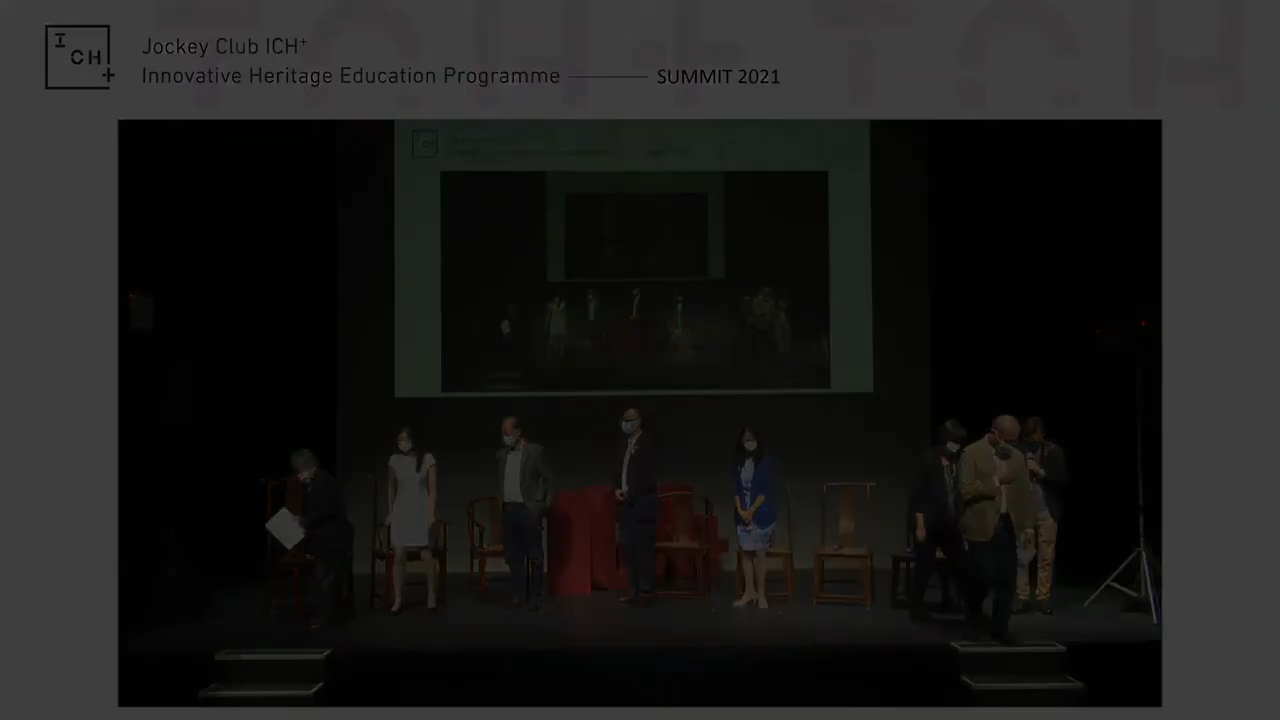 I
CH
+
Jockey Club ICH⁺
Innovative Heritage Education Programme ——— SUMMIT 2021